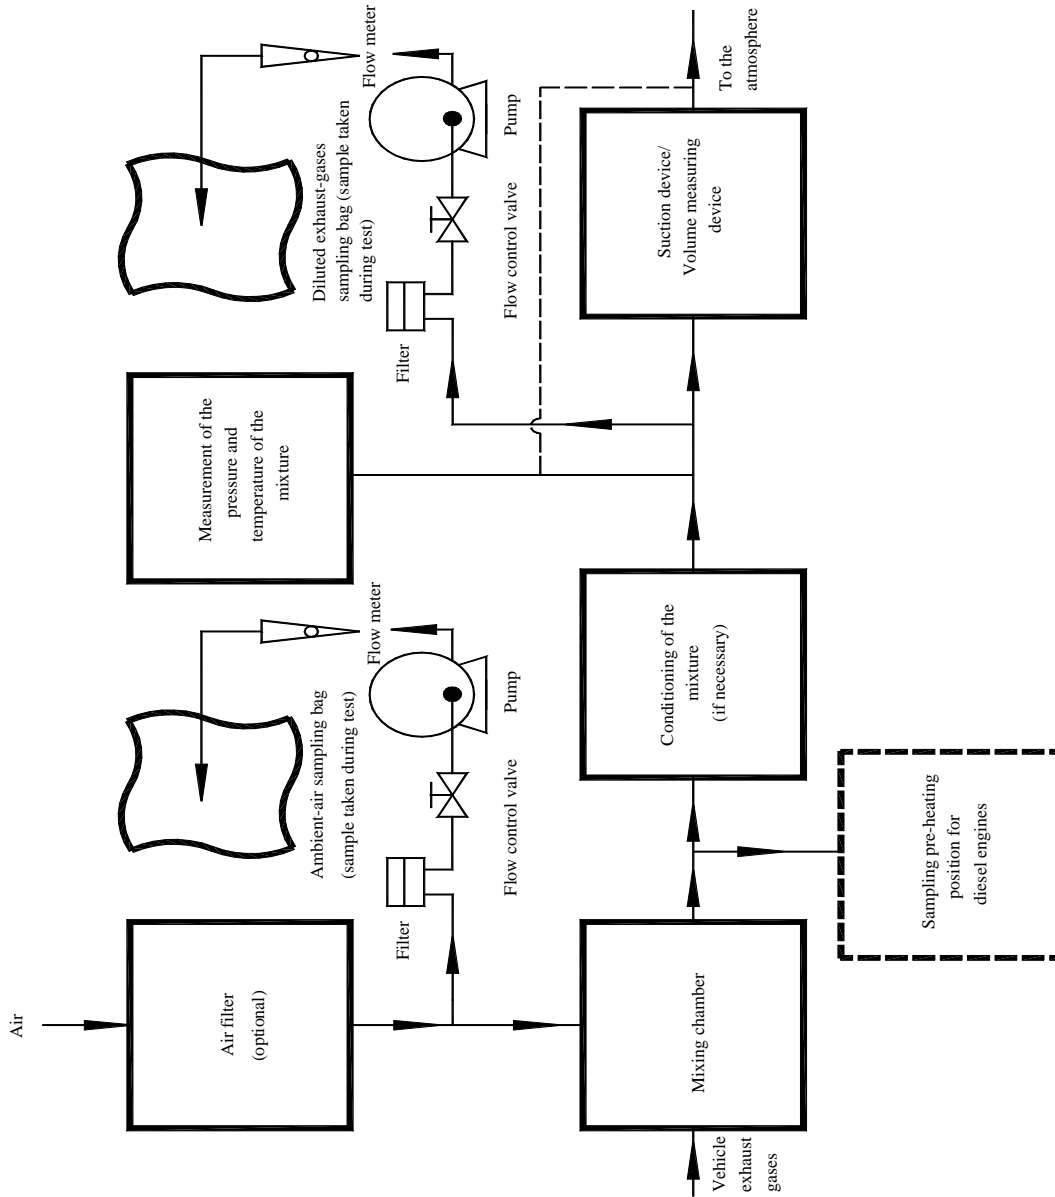 Air
Air filter
(optional)
Filter
Flow control valve
Pump
Flow meter
Ambient-air sampling bag
(sample taken during test)
Measurement of the
pressure and
temperature of the
mixture
Filter
Flow control valve
Pump
Flow meter
Diluted exhaust-gases
sampling bag (sample taken
during test)
Vehicle
exhaust
gases
Mixing chamber
Conditioning of the
mixture
(if necessary)
Suction device/
Volume measuring
device
To the
atmosphere
Sampling pre-heating
position for
diesel engines